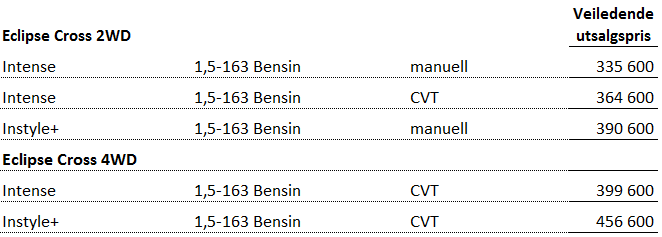 Veiledende
Eclipse Cross 2WD utsalgspris
Intense 1,5-163 Bensin manuell 335 600
Intense 1,5-163 Bensin CVT 364 600
Instyle+ 1,5-163 Bensin manuell 390 600
Eclipse Cross 4WD
Intense 1,5-163 Bensin CVT 399 600
Instyle+ 1,5-163 Bensin CVT 456 600